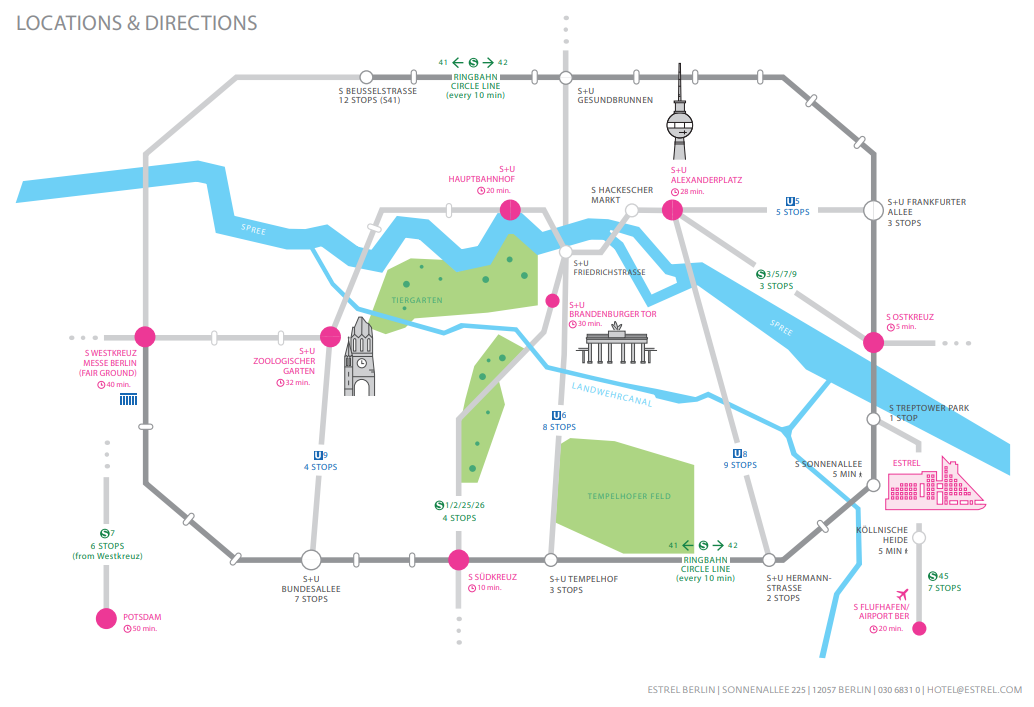 LOCATIONS & DIRECTIONS
41 S 42
RINGBAHN
CIRCLE LINE
(every 10 min)
S BEUSSELSTRASSE
12 STOPS (S41)
S+U
GESUNDBRUNNEN
S+U
HAUPTBAHNHOF
20 min.
S HACKESCHER
MARKT
S+U
ALEXANDERPLATZ
28 min.
U5
5 STOPS
S+U FRANKFURTER
ALLEE
3 STOPS
SPREE
S+U
FRIEDRICHSTRASSE
S3/5/7/9
3 STOPS
TIERGARTEN
S+U
BRANDENBURGER TOR
30 min.
SPREE
S OSTKREUZ
5 min.
S WESTKREUZ
MESSE BERLIN
(FAIR GROUND)
40 min.
S+U
ZOOLOGISCHER
GARTEN
32 min.
LANDWEHRCANAL
S TREPTOWER PARK
1 STOP
U6
8 STOPS
U9
4 STOPS
U8
9 STOPS
S SONNENALLEE
5 MIN
ESTREL
TEMPELHOFER FELD
S1/2/25/26
4 STOPS
S7
6 STOPS
(from Westkreuz)
KÖLLNISCHE
HEIDE
5 MIN
41 S 42
RINGBAHN
CIRCLE LINE
(every 10 min)
S+U
BUNDESALLEE
7 STOPS
S SÜDKREUZ
10 min.
S+U TEMPELHOF
3 STOPS
S+U HERMANN-
STRASSE
2 STOPS
S45
7 STOPS
POTSDAM
50 min.
S FLUFHAFEN/
AIRPORT BER
20 min.
ESTREL BERLIN | SONNENALLEE 225 | 12057 BERLIN | 030 6831 0 | HOTEL@ESTREL.COM